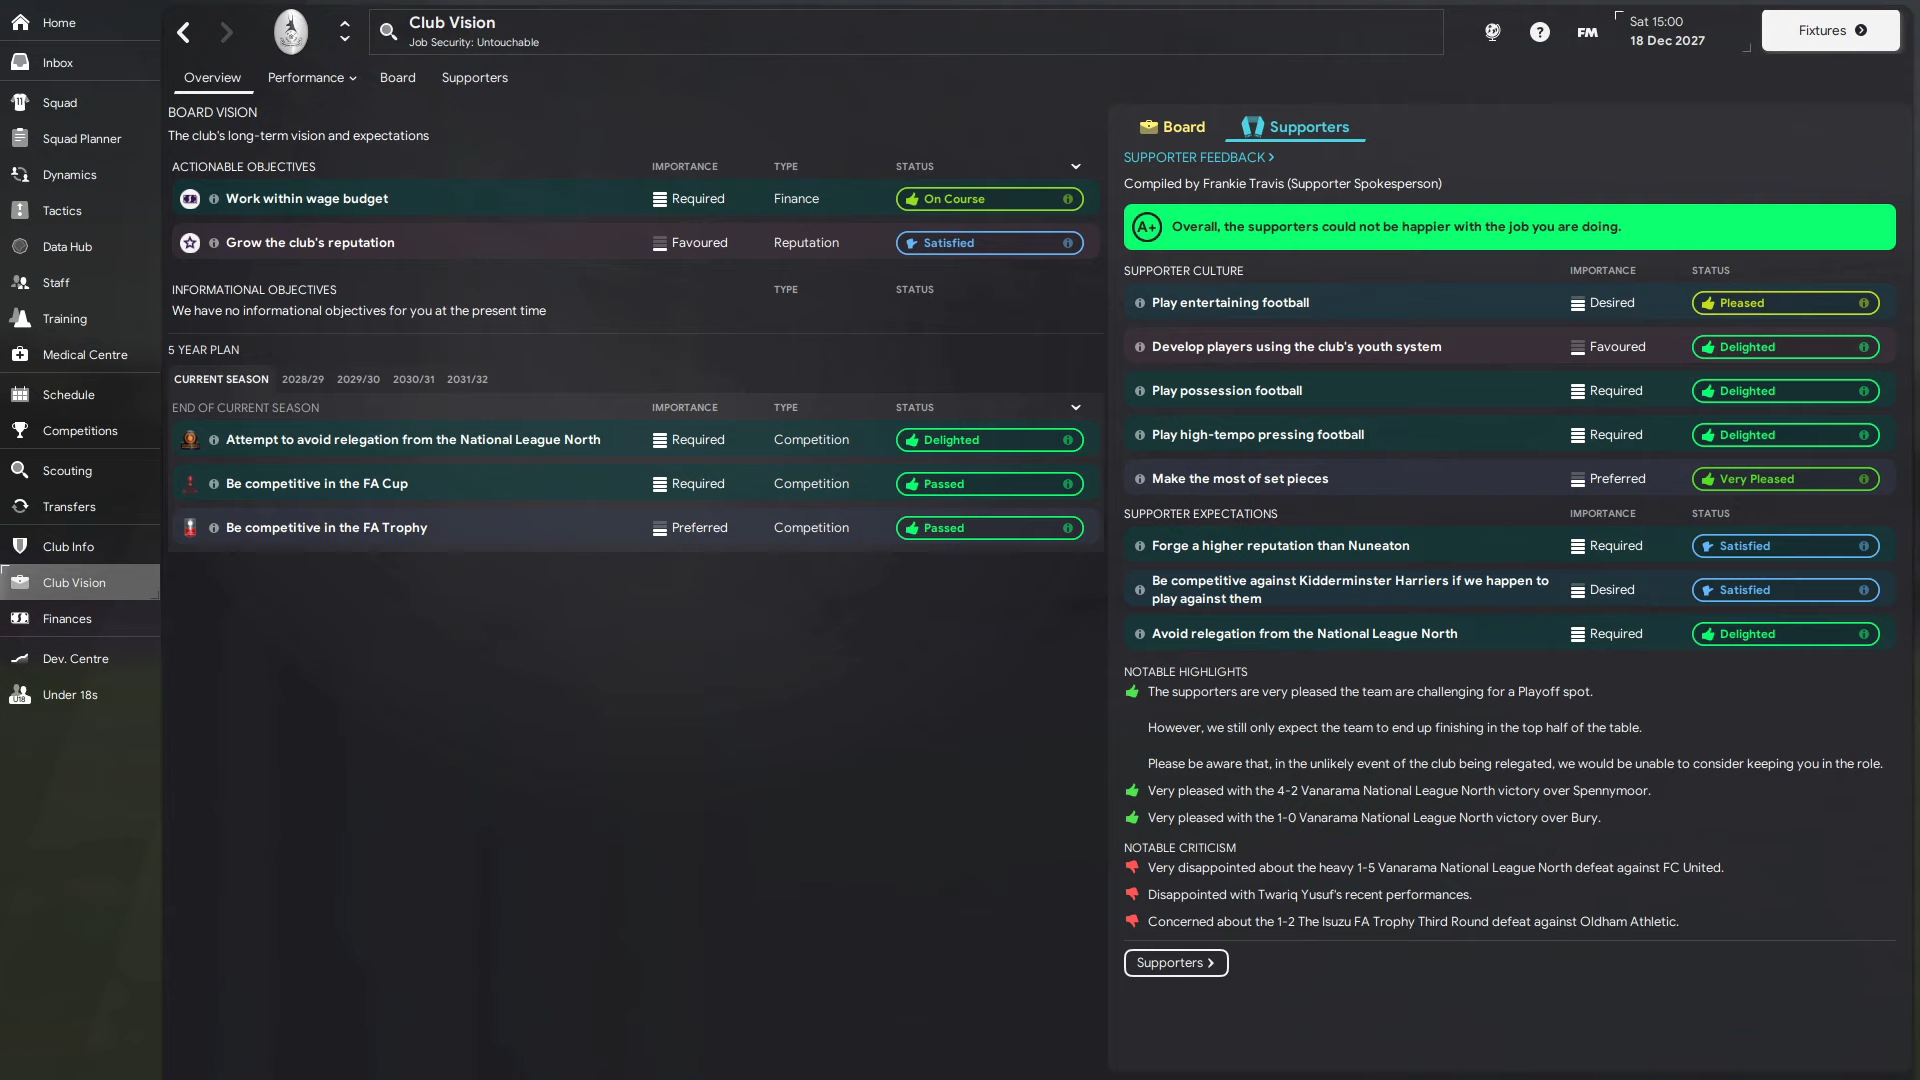 Home
Inbox
Squad
Squad Planner
Dynamics
Tactics
Data Hub
Staff
Training
Medical Centre
Schedule
Competitions
Scouting
Transfers
Club Info
Club Vision
Finances
Dev. Centre
U18 Under 18s
Club Vision
Job Security: Untouchable
? FM Sat 15:00
18 Dec 2027
Fixtures
Overview Performance Board Supporters
BOARD VISION
The club's long-term vision and expectations
ACTIONABLE OBJECTIVES IMPORTANCE TYPE STATUS
Work within wage budget Required Finance On Course
Grow the club's reputation Favoured Reputation Satisfied
INFORMATIONAL OBJECTIVES TYPE STATUS
We have no informational objectives for you at the present time
5 YEAR PLAN
CURRENT SEASON 2028/29 2029/30 2030/31 2031/32
END OF CURRENT SEASON IMPORTANCE TYPE STATUS
Attempt to avoid relegation from the National League North Required Competition Delighted
Be competitive in the FA Cup Required Competition Passed
Be competitive in the FA Trophy Preferred Competition Passed
Board Supporters
SUPPORTER FEEDBACK >
Compiled by Frankie Travis (Supporter Spokesperson)
A+ Overall, the supporters could not be happier with the job you are doing.
SUPPORTER CULTURE IMPORTANCE STATUS
Play entertaining football Desired Pleased
Develop players using the club's youth system Favoured Delighted
Play possession football Required Delighted
Play high-tempo pressing football Required Delighted
Make the most of set pieces Preferred Very Pleased
SUPPORTER EXPECTATIONS IMPORTANCE STATUS
Forge a higher reputation than Nuneaton Required Satisfied
Be competitive against Kidderminster Harriers if we happen to
play against them Desired Satisfied
Avoid relegation from the National League North Required Delighted
NOTABLE HIGHLIGHTS
The supporters are very pleased the team are challenging for a Playoff spot.
However, we still only expect the team to end up finishing in the top half of the table.
Please be aware that, in the unlikely event of the club being relegated, we would be unable to consider keeping you in the role.
Very pleased with the 4-2 Vanarama National League North victory over Spennymoor.
Very pleased with the 1-0 Vanarama National League North victory over Bury.
NOTABLE CRITICISM
Very disappointed about the heavy 1-5 Vanarama National League North defeat against FC United.
Disappointed with Twariq Yusuf's recent performances.
Concerned about the 1-2 The Isuzu FA Trophy Third Round defeat against Oldham Athletic.
Supporters >